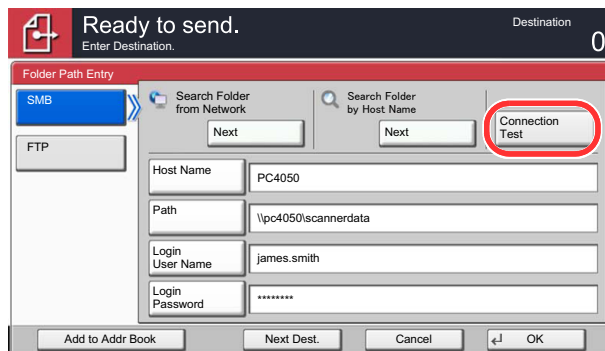 Ready to send.
Enter Destination.
Destination
0
Folder Path Entry
SMB
FTP
Search Folder
from Network
Next
Search Folder
by Host Name
Next
Connection
Test
Host Name
PC4050
Path
\\pc4050\scannerdata
Login
User Name
james.smith
Login
Password
********
Add to Addr Book
Next Dest.
Cancel
OK